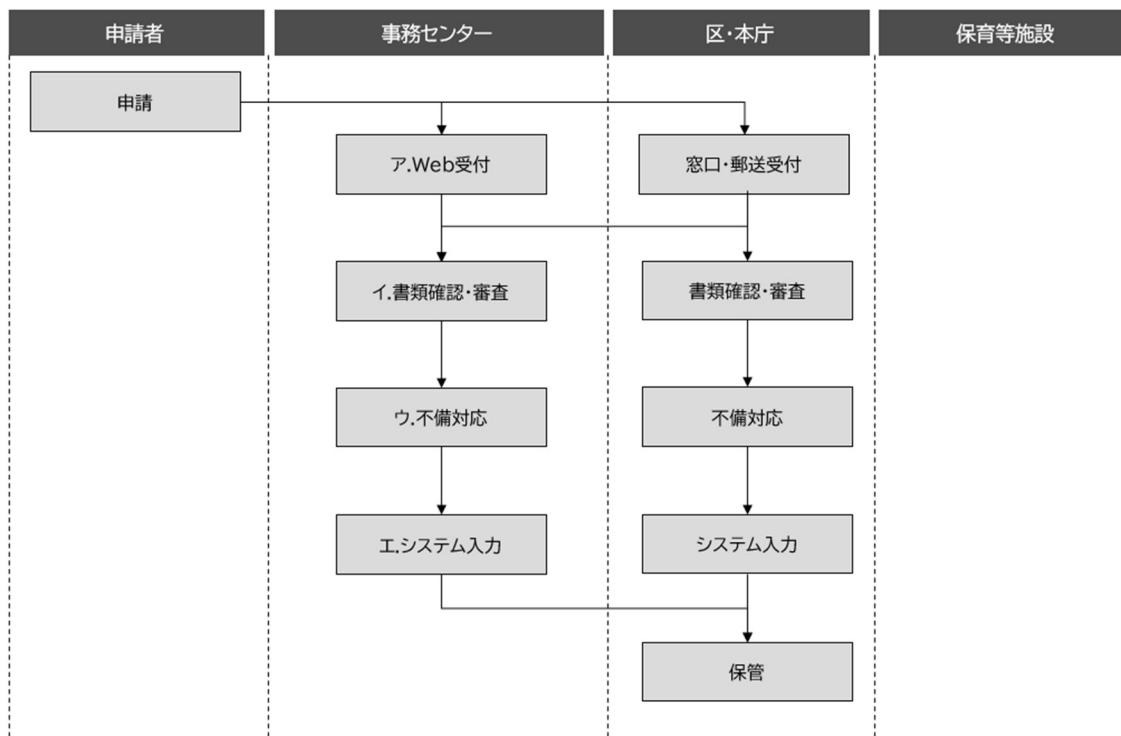 申請者
事務センター
区・本庁
保育等施設
申請
ア.Web受付
窓口・郵送受付
イ.書類確認・審査
書類確認・審査
ウ.不備対応
不備対応
エ.システム入力
システム入力
保管